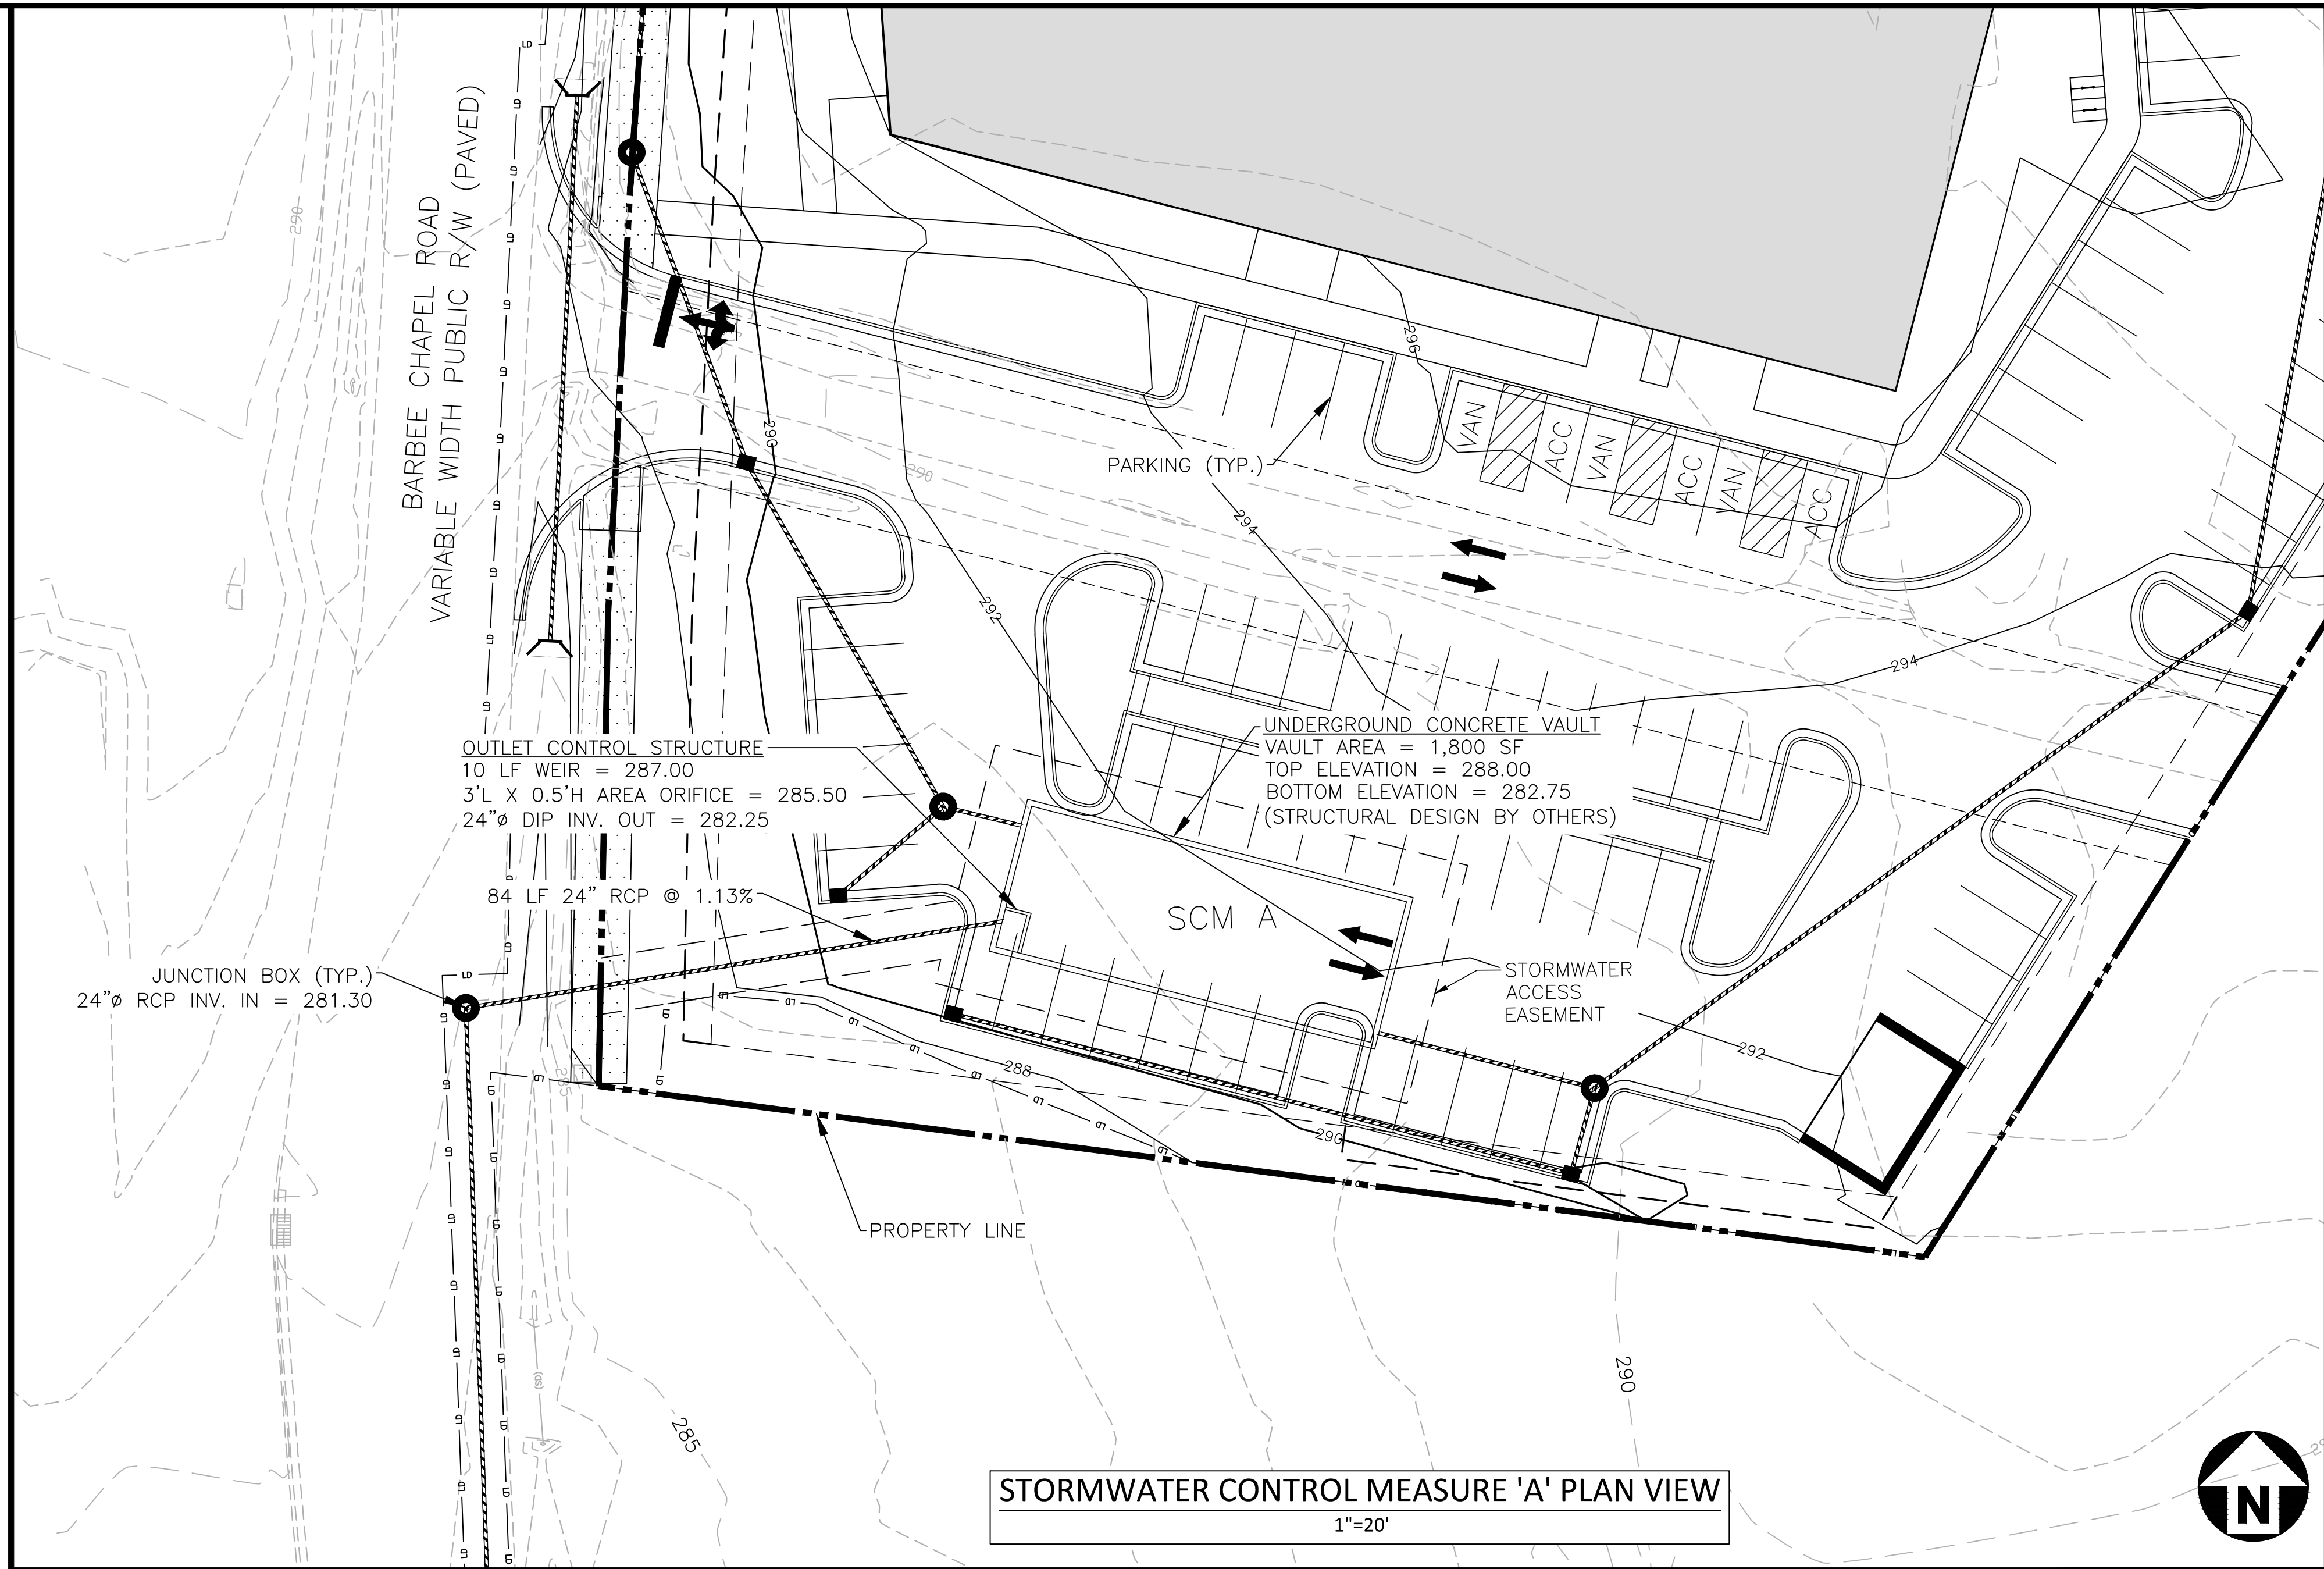 BARBEE CHAPEL ROAD
VARIABLE WIDTH PUBLIC R/W (PAVED)
LD
290
296
290
290
PARKING (TYP.)
VAN
ACC
VAN
ACC
VAN
ACC
294
292
294
OUTLET CONTROL STRUCTURE
10 LF WEIR = 287.00
3'L X 0.5'H AREA ORIFICE = 285.50
24"ø DIP INV. OUT = 282.25
UNDERGROUND CONCRETE VAULT
VAULT AREA = 1,800 SF
TOP ELEVATION = 288.00
BOTTOM ELEVATION = 282.75
(STRUCTURAL DESIGN BY OTHERS)
84 LF 24" RCP @ 1.13%
SCM A
JUNCTION BOX (TYP.)
24"ø RCP INV. IN = 281.30
LD
STORMWATER
ACCESS
EASEMENT
292
288
285
290
PROPERTY LINE
290
285
STORMWATER CONTROL MEASURE 'A' PLAN VIEW
1"=20'
N